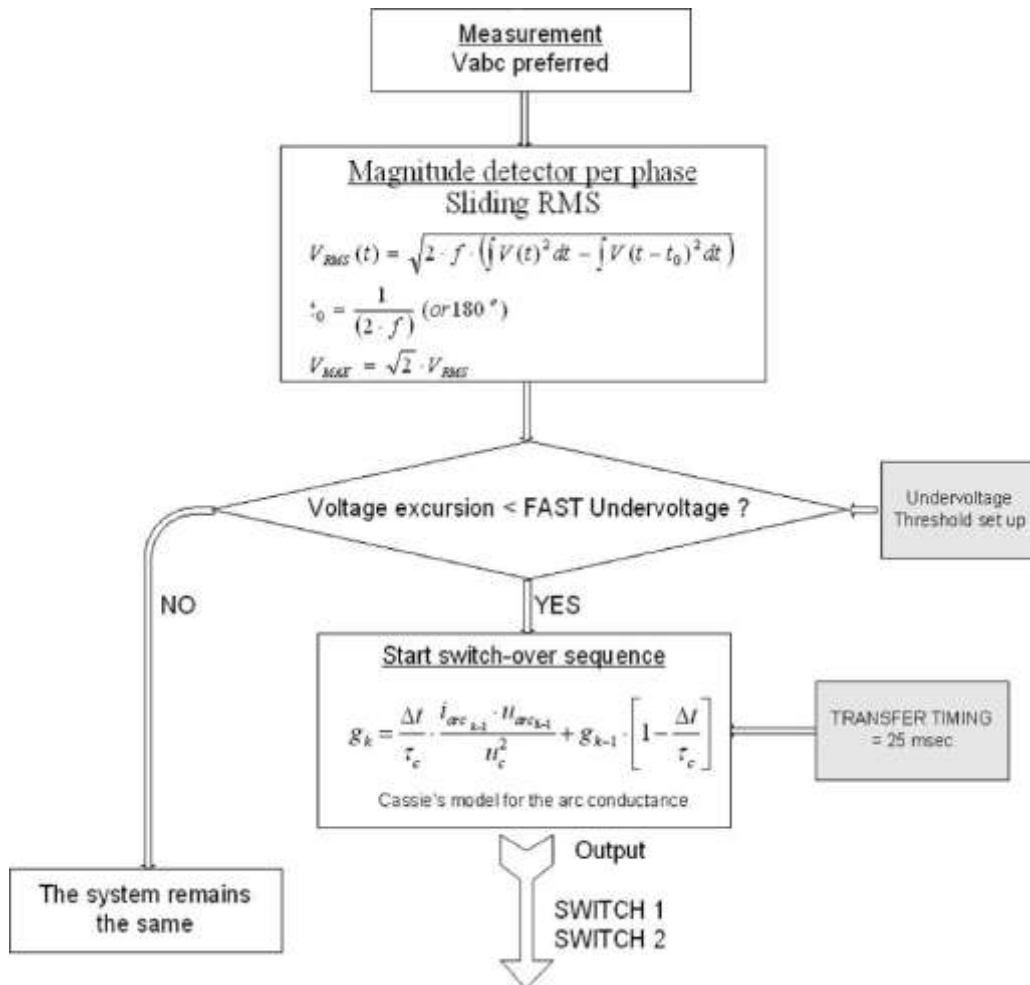 Measurement
Vabc preferred
Magnitude detector per phase
Sliding RMS
V_RMS (t) = √(2 · f · (∫ V(t)² dt − ∫ V(t − t₀)² dt))
t₀ = 1 / (2 · f) (or 180°)
V_MAX = √2 · V_RMS
Voltage excursion < FAST Undervoltage ?
Undervoltage
Threshold set up
NO
YES
Start switch-over sequence
g_k = Δt / τ_c · (i_arc_k-1 · u_arc_k-1) / u_c² + g_k-1 · [1 − Δt / τ_c]
Cassie's model for the arc conductance
TRANSFER TIMING
= 25 msec
The system remains
the same
Output
SWITCH 1
SWITCH 2